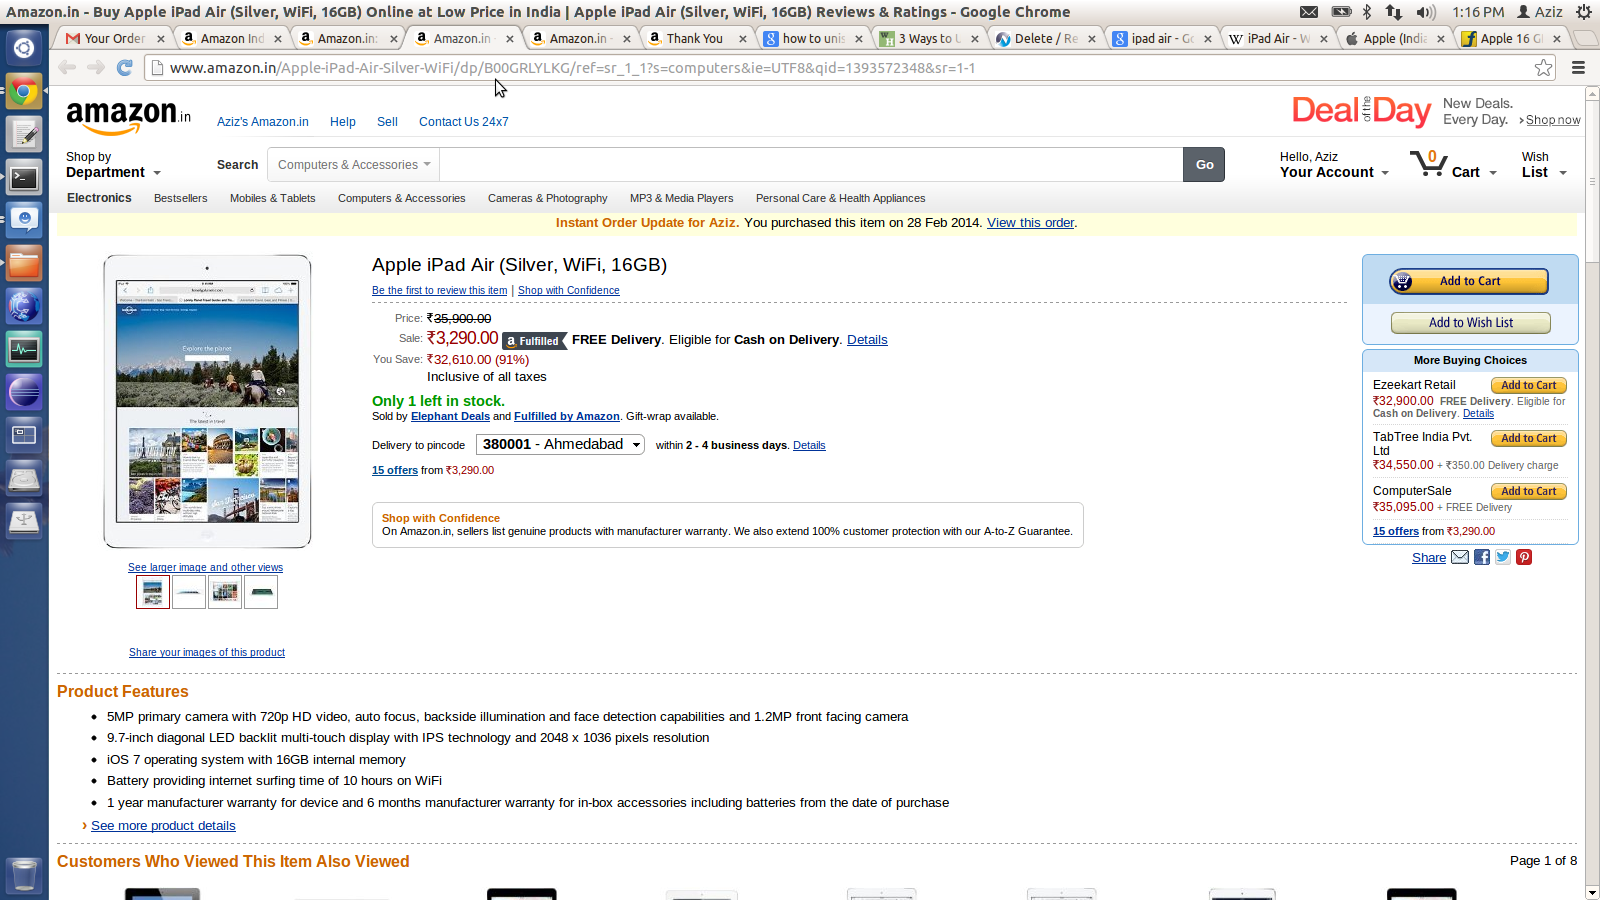 Amazon.in - Buy Apple iPad Air (Silver, WiFi, 16GB) Online at Low Price in India | Apple iPad Air (Silver, WiFi, 16GB) Reviews & Ratings - Google Chrome
1:16 PM Aziz
Your Order
Amazon Ind
Amazon.in:
Amazon.in -
Amazon.in -
Thank You
how to unis
3 Ways to U
Delete / Re
ipad air - Go
iPad Air - W
Apple (India
Apple 16 G
www.amazon.in/Apple-iPad-Air-Silver-WiFi/dp/B00GRLYLKG/ref=sr_1_1?s=computers&ie=UTF8&qid=1393572348&sr=1-1
amazon.in
Aziz's Amazon.in Help Sell Contact Us 24x7
Deal of the Day New Deals. Every Day. › Shop now
Shop by
Department
Search Computers & Accessories Go
Hello, Aziz
Your Account
0 Cart
Wish
List
Electronics Bestsellers Mobiles & Tablets Computers & Accessories Cameras & Photography MP3 & Media Players Personal Care & Health Appliances
Instant Order Update for Aziz. You purchased this item on 28 Feb 2014. View this order.
Explore the planet
The latest in travel
See larger image and other views
Share your images of this product
Apple iPad Air (Silver, WiFi, 16GB)
Be the first to review this item | Shop with Confidence
Price: ₹35,900.00
Sale: ₹3,290.00 a Fulfilled FREE Delivery. Eligible for Cash on Delivery. Details
You Save: ₹32,610.00 (91%)
Inclusive of all taxes
Only 1 left in stock.
Sold by Elephant Deals and Fulfilled by Amazon. Gift-wrap available.
Delivery to pincode 380001 - Ahmedabad within 2 - 4 business days. Details
15 offers from ₹3,290.00
Shop with Confidence
On Amazon.in, sellers list genuine products with manufacturer warranty. We also extend 100% customer protection with our A-to-Z Guarantee.
Add to Cart
Add to Wish List
More Buying Choices
Ezeekart Retail Add to Cart
₹32,900.00 FREE Delivery. Eligible for
Cash on Delivery. Details
TabTree India Pvt. Add to Cart
Ltd
₹34,550.00 + ₹350.00 Delivery charge
ComputerSale Add to Cart
₹35,095.00 + FREE Delivery
15 offers from ₹3,290.00
Share
Product Features
• 5MP primary camera with 720p HD video, auto focus, backside illumination and face detection capabilities and 1.2MP front facing camera
• 9.7-inch diagonal LED backlit multi-touch display with IPS technology and 2048 x 1036 pixels resolution
• iOS 7 operating system with 16GB internal memory
• Battery providing internet surfing time of 10 hours on WiFi
• 1 year manufacturer warranty for device and 6 months manufacturer warranty for in-box accessories including batteries from the date of purchase
› See more product details
Customers Who Viewed This Item Also Viewed
Page 1 of 8